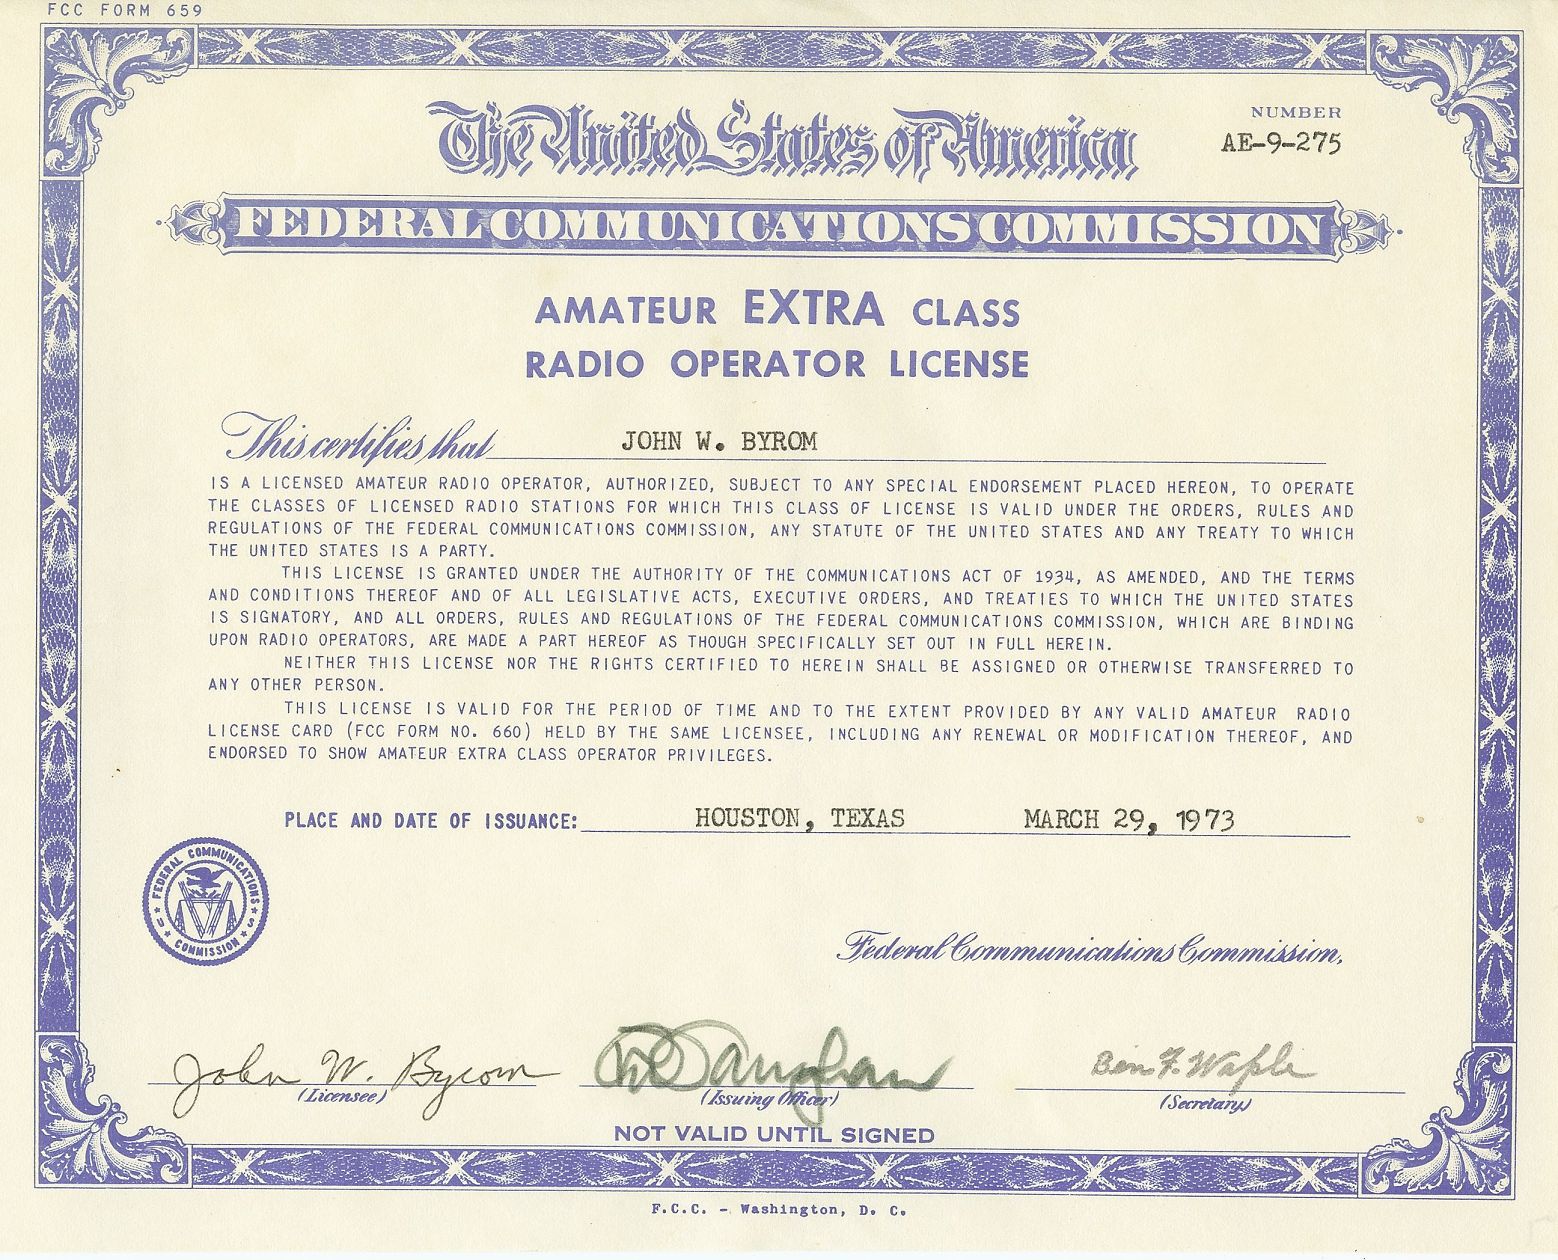 FCC FORM 659
The United States of America
NUMBER
AE-9-275
FEDERAL COMMUNICATIONS COMMISSION
AMATEUR EXTRA CLASS
RADIO OPERATOR LICENSE
This certifies that JOHN W. BYROM
IS A LICENSED AMATEUR RADIO OPERATOR, AUTHORIZED, SUBJECT TO ANY SPECIAL ENDORSEMENT PLACED HEREON, TO OPERATE
THE CLASSES OF LICENSED RADIO STATIONS FOR WHICH THIS CLASS OF LICENSE IS VALID UNDER THE ORDERS, RULES AND
REGULATIONS OF THE FEDERAL COMMUNICATIONS COMMISSION, ANY STATUTE OF THE UNITED STATES AND ANY TREATY TO WHICH
THE UNITED STATES IS A PARTY.
THIS LICENSE IS GRANTED UNDER THE AUTHORITY OF THE COMMUNICATIONS ACT OF 1934, AS AMENDED, AND THE TERMS
AND CONDITIONS THEREOF AND OF ALL LEGISLATIVE ACTS, EXECUTIVE ORDERS, AND TREATIES TO WHICH THE UNITED STATES
IS SIGNATORY, AND ALL ORDERS, RULES AND REGULATIONS OF THE FEDERAL COMMUNICATIONS COMMISSION, WHICH ARE BINDING
UPON RADIO OPERATORS, ARE MADE A PART HEREOF AS THOUGH SPECIFICALLY SET OUT IN FULL HEREIN.
NEITHER THIS LICENSE NOR THE RIGHTS CERTIFIED TO HEREIN SHALL BE ASSIGNED OR OTHERWISE TRANSFERRED TO
ANY OTHER PERSON.
THIS LICENSE IS VALID FOR THE PERIOD OF TIME AND TO THE EXTENT PROVIDED BY ANY VALID AMATEUR RADIO
LICENSE CARD (FCC FORM NO. 660) HELD BY THE SAME LICENSEE, INCLUDING ANY RENEWAL OR MODIFICATION THEREOF, AND
ENDORSED TO SHOW AMATEUR EXTRA CLASS OPERATOR PRIVILEGES.
PLACE AND DATE OF ISSUANCE: HOUSTON, TEXAS MARCH 29, 1973
FEDERAL COMMUNICATIONS
U S
COMMISSION
Federal Communications Commission,
John W. Byrom
Ben F. Waple
(Licensee) (Issuing Officer) (Secretary)
NOT VALID UNTIL SIGNED
F.C.C. - Washington, D. C.